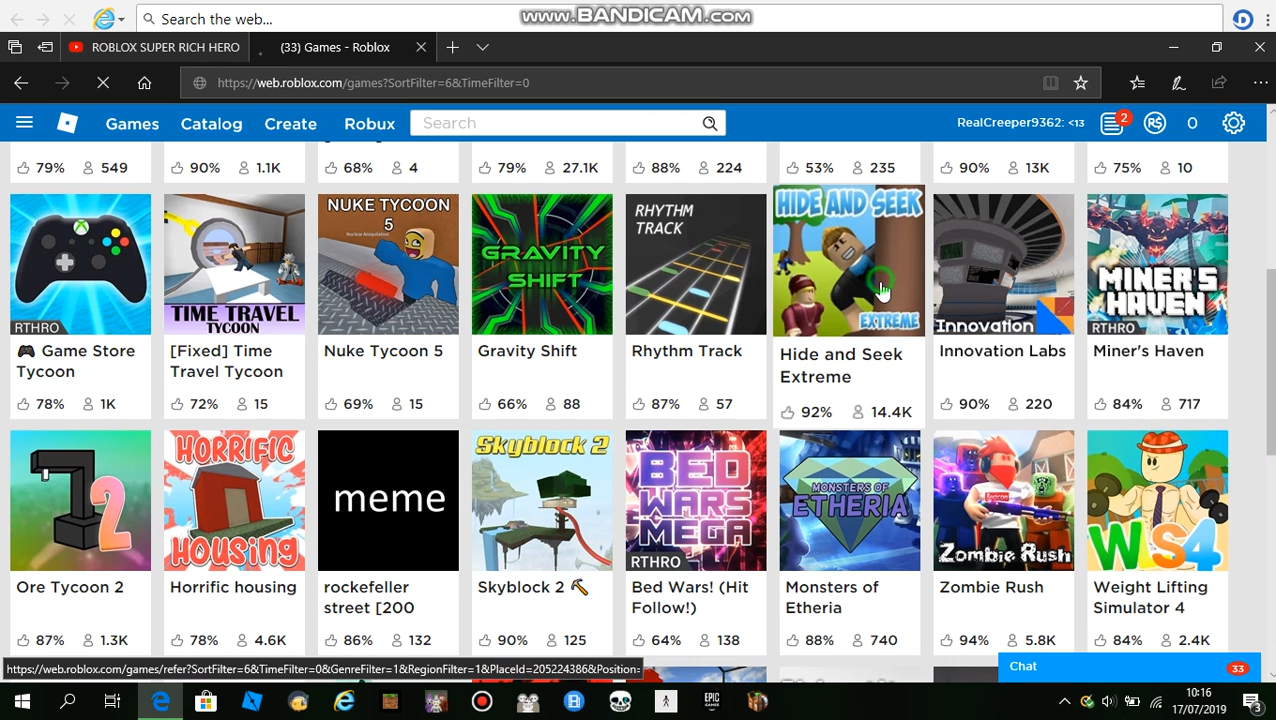 Search the web...
www.BANDICAM.com
ROBLOX SUPER RICH HERO
(33) Games - Roblox
https://web.roblox.com/games?SortFilter=6&TimeFilter=0
Games
Catalog
Create
Robux
Search
RealCreeper9362: <13
2
0
79% 549
90% 1.1K
68% 4
79% 27.1K
88% 224
53% 235
90% 13K
75% 10
RTHRO
TIME TRAVEL
TYCOON
NUKE TYCOON
5
GRAVITY
SHIFT
RHYTHM
TRACK
HIDE AND SEEK
EXTREME
Innovation
MINER'S
HAVEN
RTHRO
🎮 Game Store
Tycoon
[Fixed] Time
Travel Tycoon
Nuke Tycoon 5
Gravity Shift
Rhythm Track
Hide and Seek
Extreme
Innovation Labs
Miner's Haven
78% 1K
72% 15
69% 15
66% 88
87% 57
92% 14.4K
90% 220
84% 717
2
HORRIFIC
HOUSING
meme
Skyblock 2
BED
WARS
MEGA
RTHRO
MONSTERS OF
ETHERIA
Zombie Rush
WLS4
Ore Tycoon 2
Horrific housing
rockefeller
street [200
Skyblock 2 🔨
Bed Wars! (Hit
Follow!)
Monsters of
Etheria
Zombie Rush
Weight Lifting
Simulator 4
87% 1.3K
78% 4.6K
86% 132
90% 125
64% 138
88% 740
94% 5.8K
84% 2.4K
https://web.roblox.com/games/refer?SortFilter=6&TimeFilter=0&GenreFilter=1&RegionFilter=1&PlaceId=205224386&Position=
Chat
33
EPIC
GAMES
10:16
17/07/2019
3